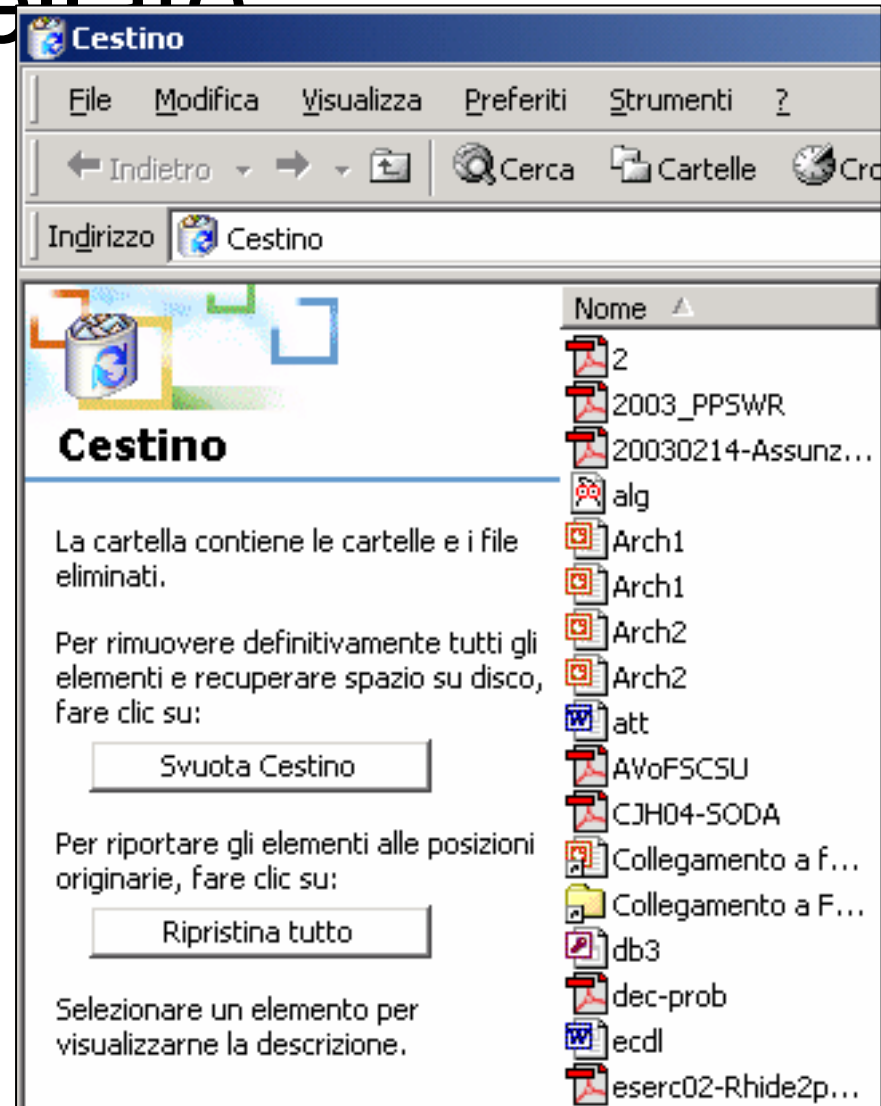 Cestino
File Modifica Visualizza Preferiti Strumenti ?
Indietro Cerca Cartelle Cro
Indirizzo Cestino
Cestino
La cartella contiene le cartelle e i file
eliminati.
Per rimuovere definitivamente tutti gli
elementi e recuperare spazio su disco,
fare clic su:
Svuota Cestino
Per riportare gli elementi alle posizioni
originarie, fare clic su:
Ripristina tutto
Selezionare un elemento per
visualizzarne la descrizione.
Nome
2
2003_PPSWR
20030214-Assunz...
alg
Arch1
Arch1
Arch2
Arch2
att
AVoFSCSU
CJH04-SODA
Collegamento a f...
Collegamento a F...
db3
dec-prob
ecdl
eserc02-Rhide2p...